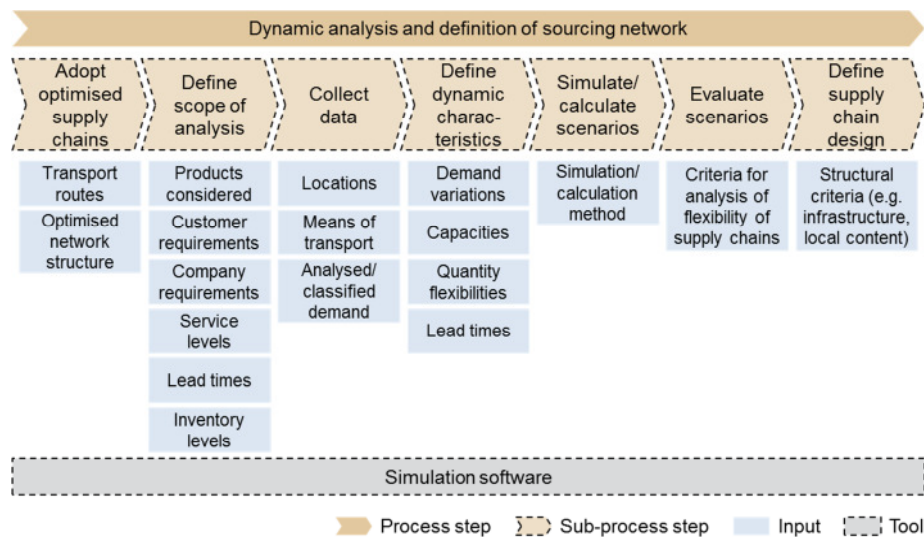 Dynamic analysis and definition of sourcing network
Adopt
optimised
supply
chains
Define
scope of
analysis
Collect
data
Define
dynamic
charac-
teristics
Simulate/
calculate
scenarios
Evaluate
scenarios
Define
supply
chain
design
Transport
routes
Optimised
network
structure
Products
considered
Customer
requirements
Company
requirements
Service
levels
Lead times
Inventory
levels
Locations
Means of
transport
Analysed/
classified
demand
Demand
variations
Capacities
Quantity
flexibilities
Lead times
Simulation/
calculation
method
Criteria for
analysis of
flexibility of
supply chains
Structural
criteria (e.g.
infrastructure,
local content)
Simulation software
Process step
Sub-process step
Input
Tool